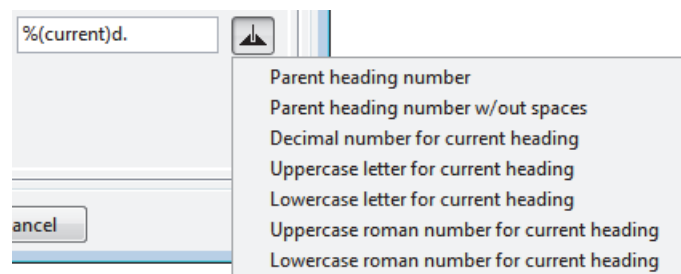 %(current)d.
Parent heading number
Parent heading number w/out spaces
Decimal number for current heading
Uppercase letter for current heading
Lowercase letter for current heading
ancel
Uppercase roman number for current heading
Lowercase roman number for current heading